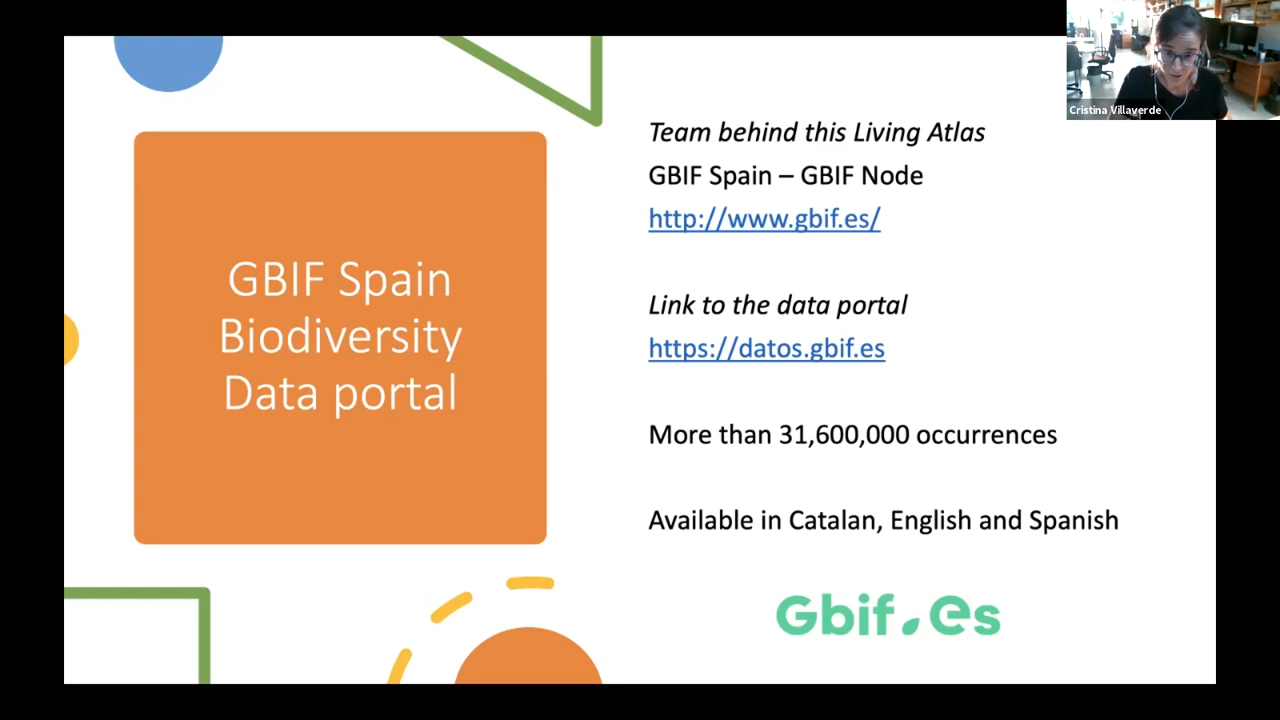 Cristina Villaverde
GBIF Spain
Biodiversity
Data portal
Team behind this Living Atlas
GBIF Spain – GBIF Node
http://www.gbif.es/
Link to the data portal
https://datos.gbif.es
More than 31,600,000 occurrences
Available in Catalan, English and Spanish
Gbif.es